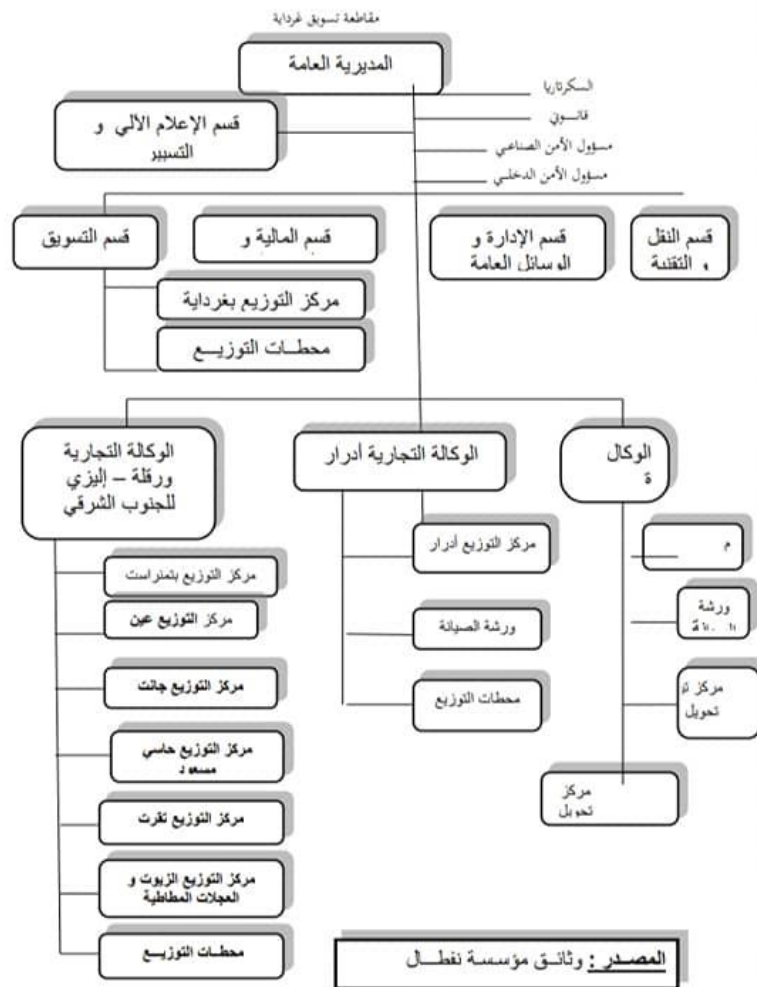 مقاطعة تسويق غرداية
المديرية العامة
السكرتاريا
قانوني
مسؤول الأمن الصناعي
مسؤول الأمن الدخلي
قسم الإعلام الآلي و
التسيير
قسم النقل
و التقنية
قسم الإدارة و
الوسائل العامة
قسم المالية و
قسم التسويق
مركز التوزيع بغرداية
محطات التوزيــع
الوكال
ة
الوكالة التجارية أدرار
الوكالة التجارية
ورقلة – إليزي
للجنوب الشرقي
م
ورشة
مركز
تحويل
مركز
تحويل
مركز التوزيع أدرار
ورشة الصيانة
محطات التوزيع
مركز التوزيع بتمنراست
مركز التوزيع عين
مركز التوزيع جانت
مركز التوزيع حاسي
مسعود
مركز التوزيع تقرت
مركز التوزيع الزيوت و
العجلات المطاطية
محطات التوزيــع
المصدر : وثائق مؤسسة نفطال